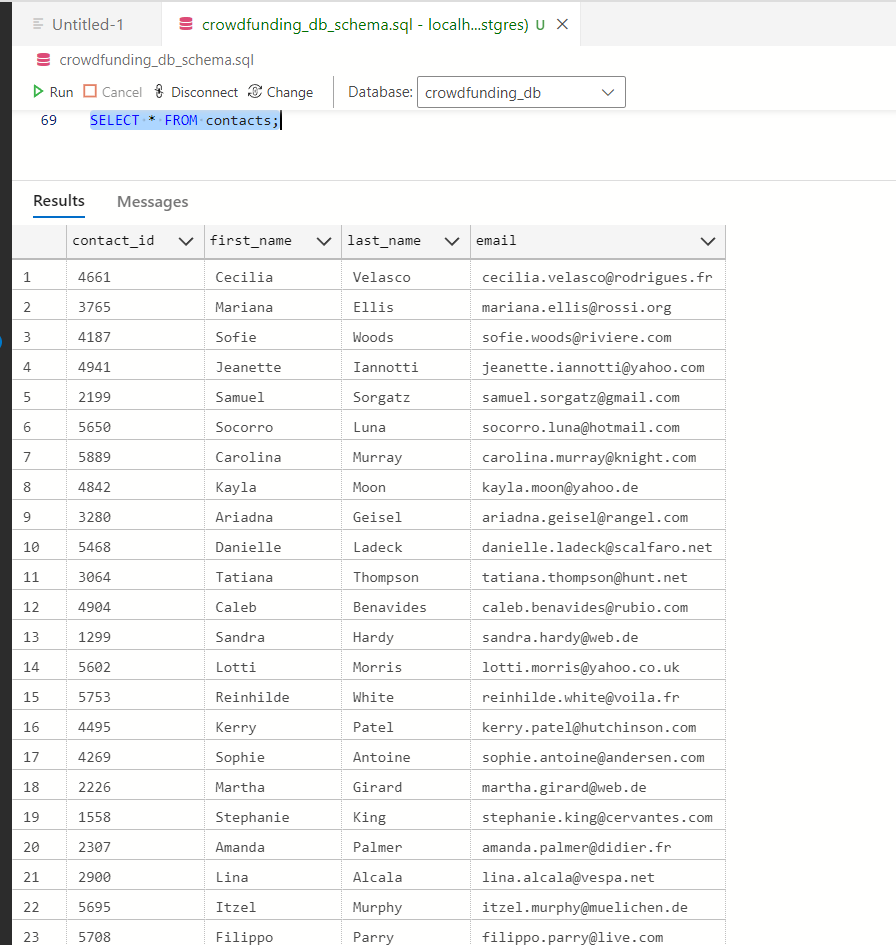 Untitled-1 crowdfunding_db_schema.sql - localh...stgres) U
crowdfunding_db_schema.sql
Run Cancel Disconnect Change Database: crowdfunding_db
69 SELECT * FROM contacts;
Results Messages
contact_id first_name last_name email
1 4661 Cecilia Velasco cecilia.velasco@rodrigues.fr
2 3765 Mariana Ellis mariana.ellis@rossi.org
3 4187 Sofie Woods sofie.woods@riviere.com
4 4941 Jeanette Iannotti jeanette.iannotti@yahoo.com
5 2199 Samuel Sorgatz samuel.sorgatz@gmail.com
6 5650 Socorro Luna socorro.luna@hotmail.com
7 5889 Carolina Murray carolina.murray@knight.com
8 4842 Kayla Moon kayla.moon@yahoo.de
9 3280 Ariadna Geisel ariadna.geisel@rangel.com
10 5468 Danielle Ladeck danielle.ladeck@scalfaro.net
11 3064 Tatiana Thompson tatiana.thompson@hunt.net
12 4904 Caleb Benavides caleb.benavides@rubio.com
13 1299 Sandra Hardy sandra.hardy@web.de
14 5602 Lotti Morris lotti.morris@yahoo.co.uk
15 5753 Reinhilde White reinhilde.white@voila.fr
16 4495 Kerry Patel kerry.patel@hutchinson.com
17 4269 Sophie Antoine sophie.antoine@andersen.com
18 2226 Martha Girard martha.girard@web.de
19 1558 Stephanie King stephanie.king@cervantes.com
20 2307 Amanda Palmer amanda.palmer@didier.fr
21 2900 Lina Alcala lina.alcala@vespa.net
22 5695 Itzel Murphy itzel.murphy@muelichen.de
23 5708 Filippo Parry filippo.parry@live.com